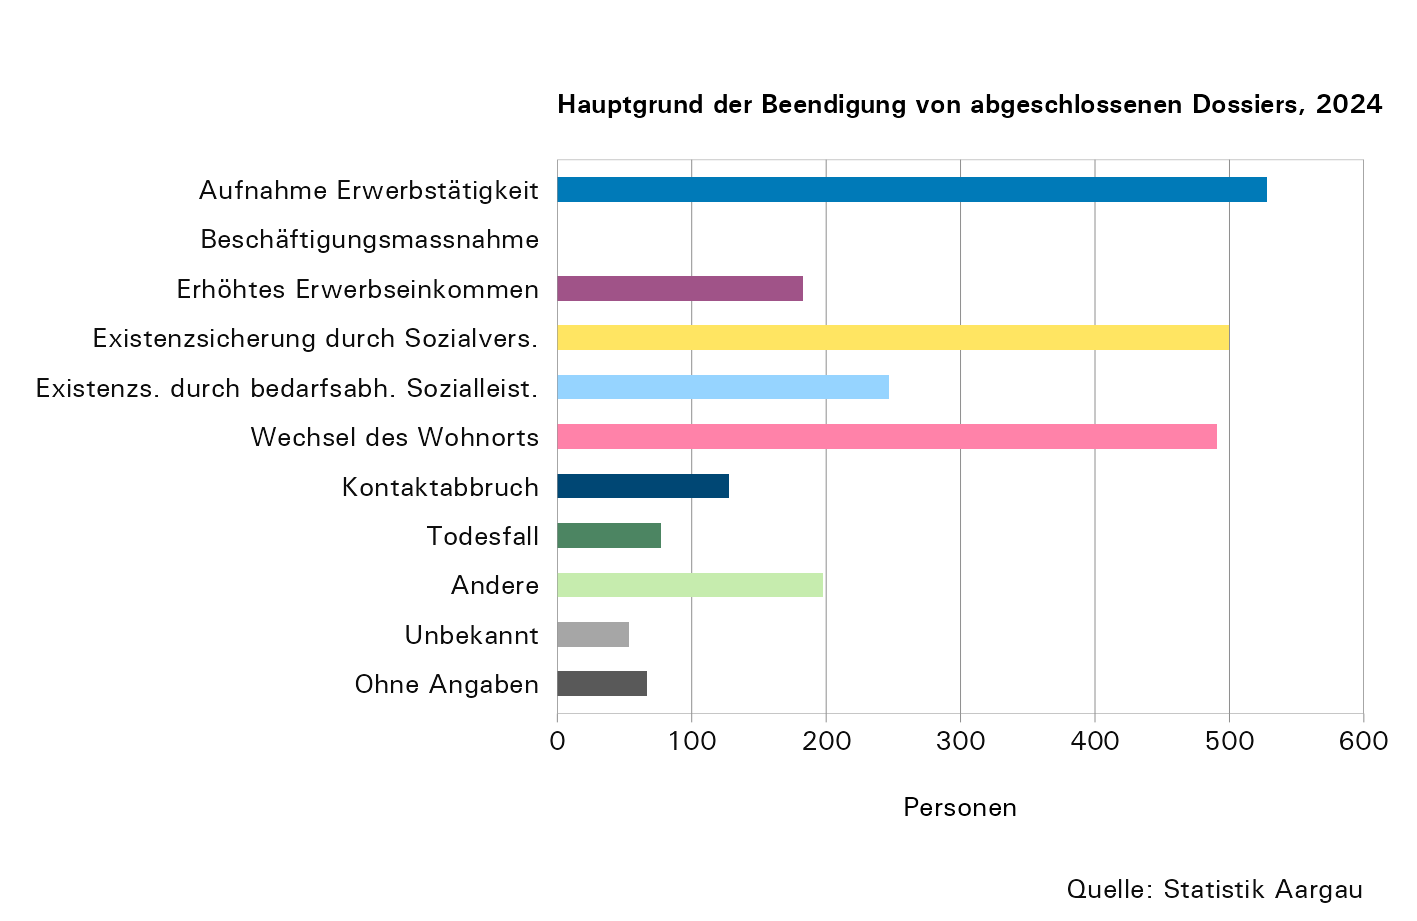 Hauptgrund der Beendigung von abgeschlossenen Dossiers, 2024
Aufnahme Erwerbstätigkeit
Beschäftigungsmassnahme
Erhöhtes Erwerbseinkommen
Existenzsicherung durch Sozialvers.
Existenzs. durch bedarfsabh. Sozialleist.
Wechsel des Wohnorts
Kontaktabbruch
Todesfall
Andere
Unbekannt
Ohne Angaben
0 100 200 300 400 500 600
Personen
Quelle: Statistik Aargau